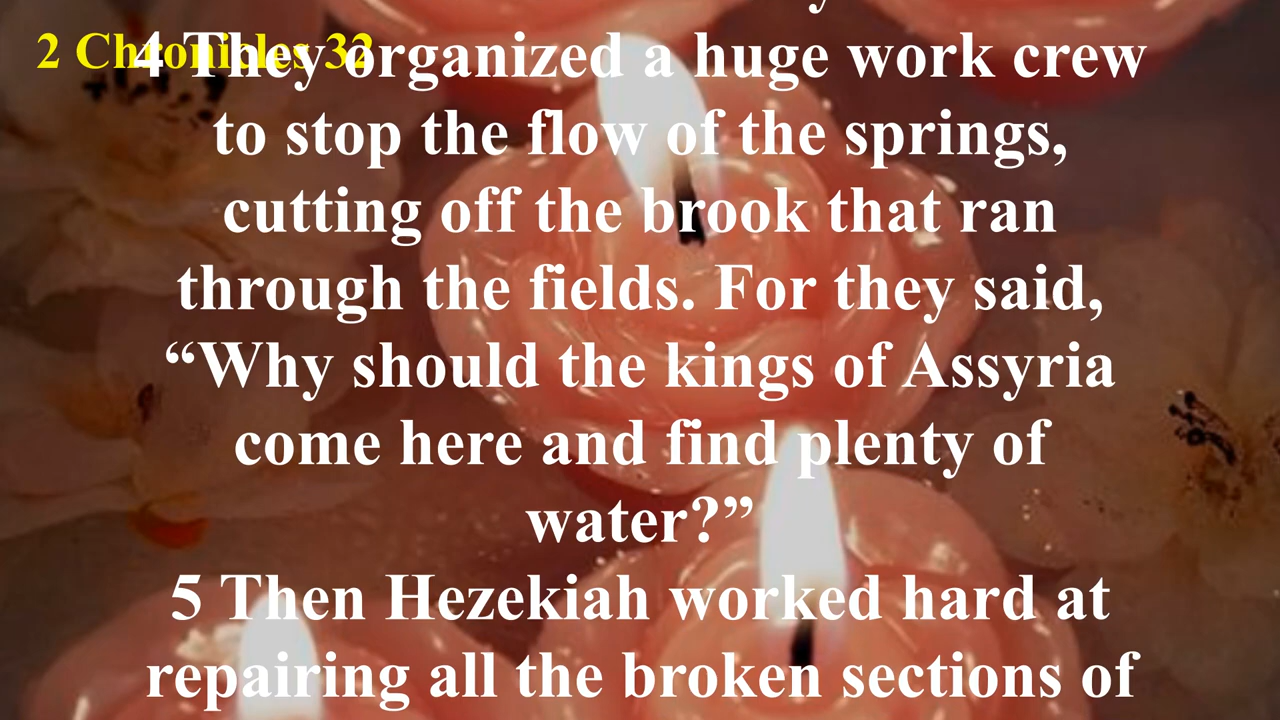 2 Chronicles 32
4 They organized a huge work crew
to stop the flow of the springs,
cutting off the brook that ran
through the fields. For they said,
“Why should the kings of Assyria
come here and find plenty of
water?”
5 Then Hezekiah worked hard at
repairing all the broken sections of